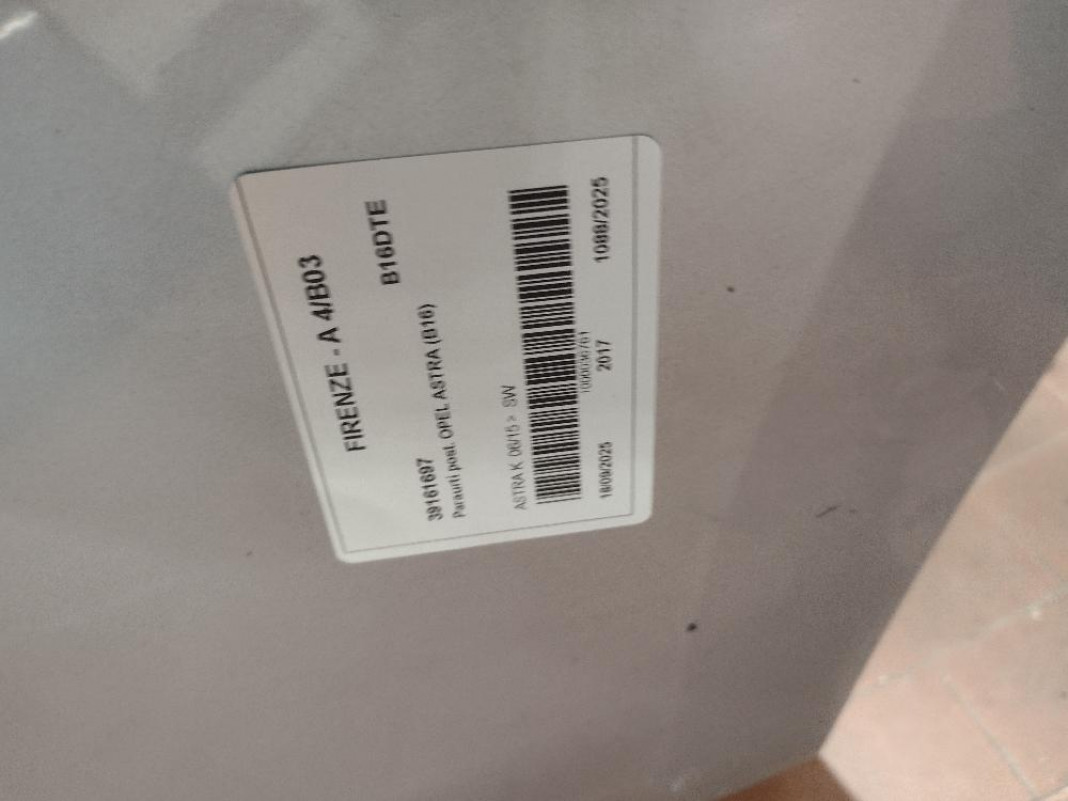 FIRENZE - A 4/B03
B16DTE
39161697
Paraurti post. OPEL ASTRA (B16)
ASTRA K 06/15 > SW
18/09/2025 2017 1088/2025